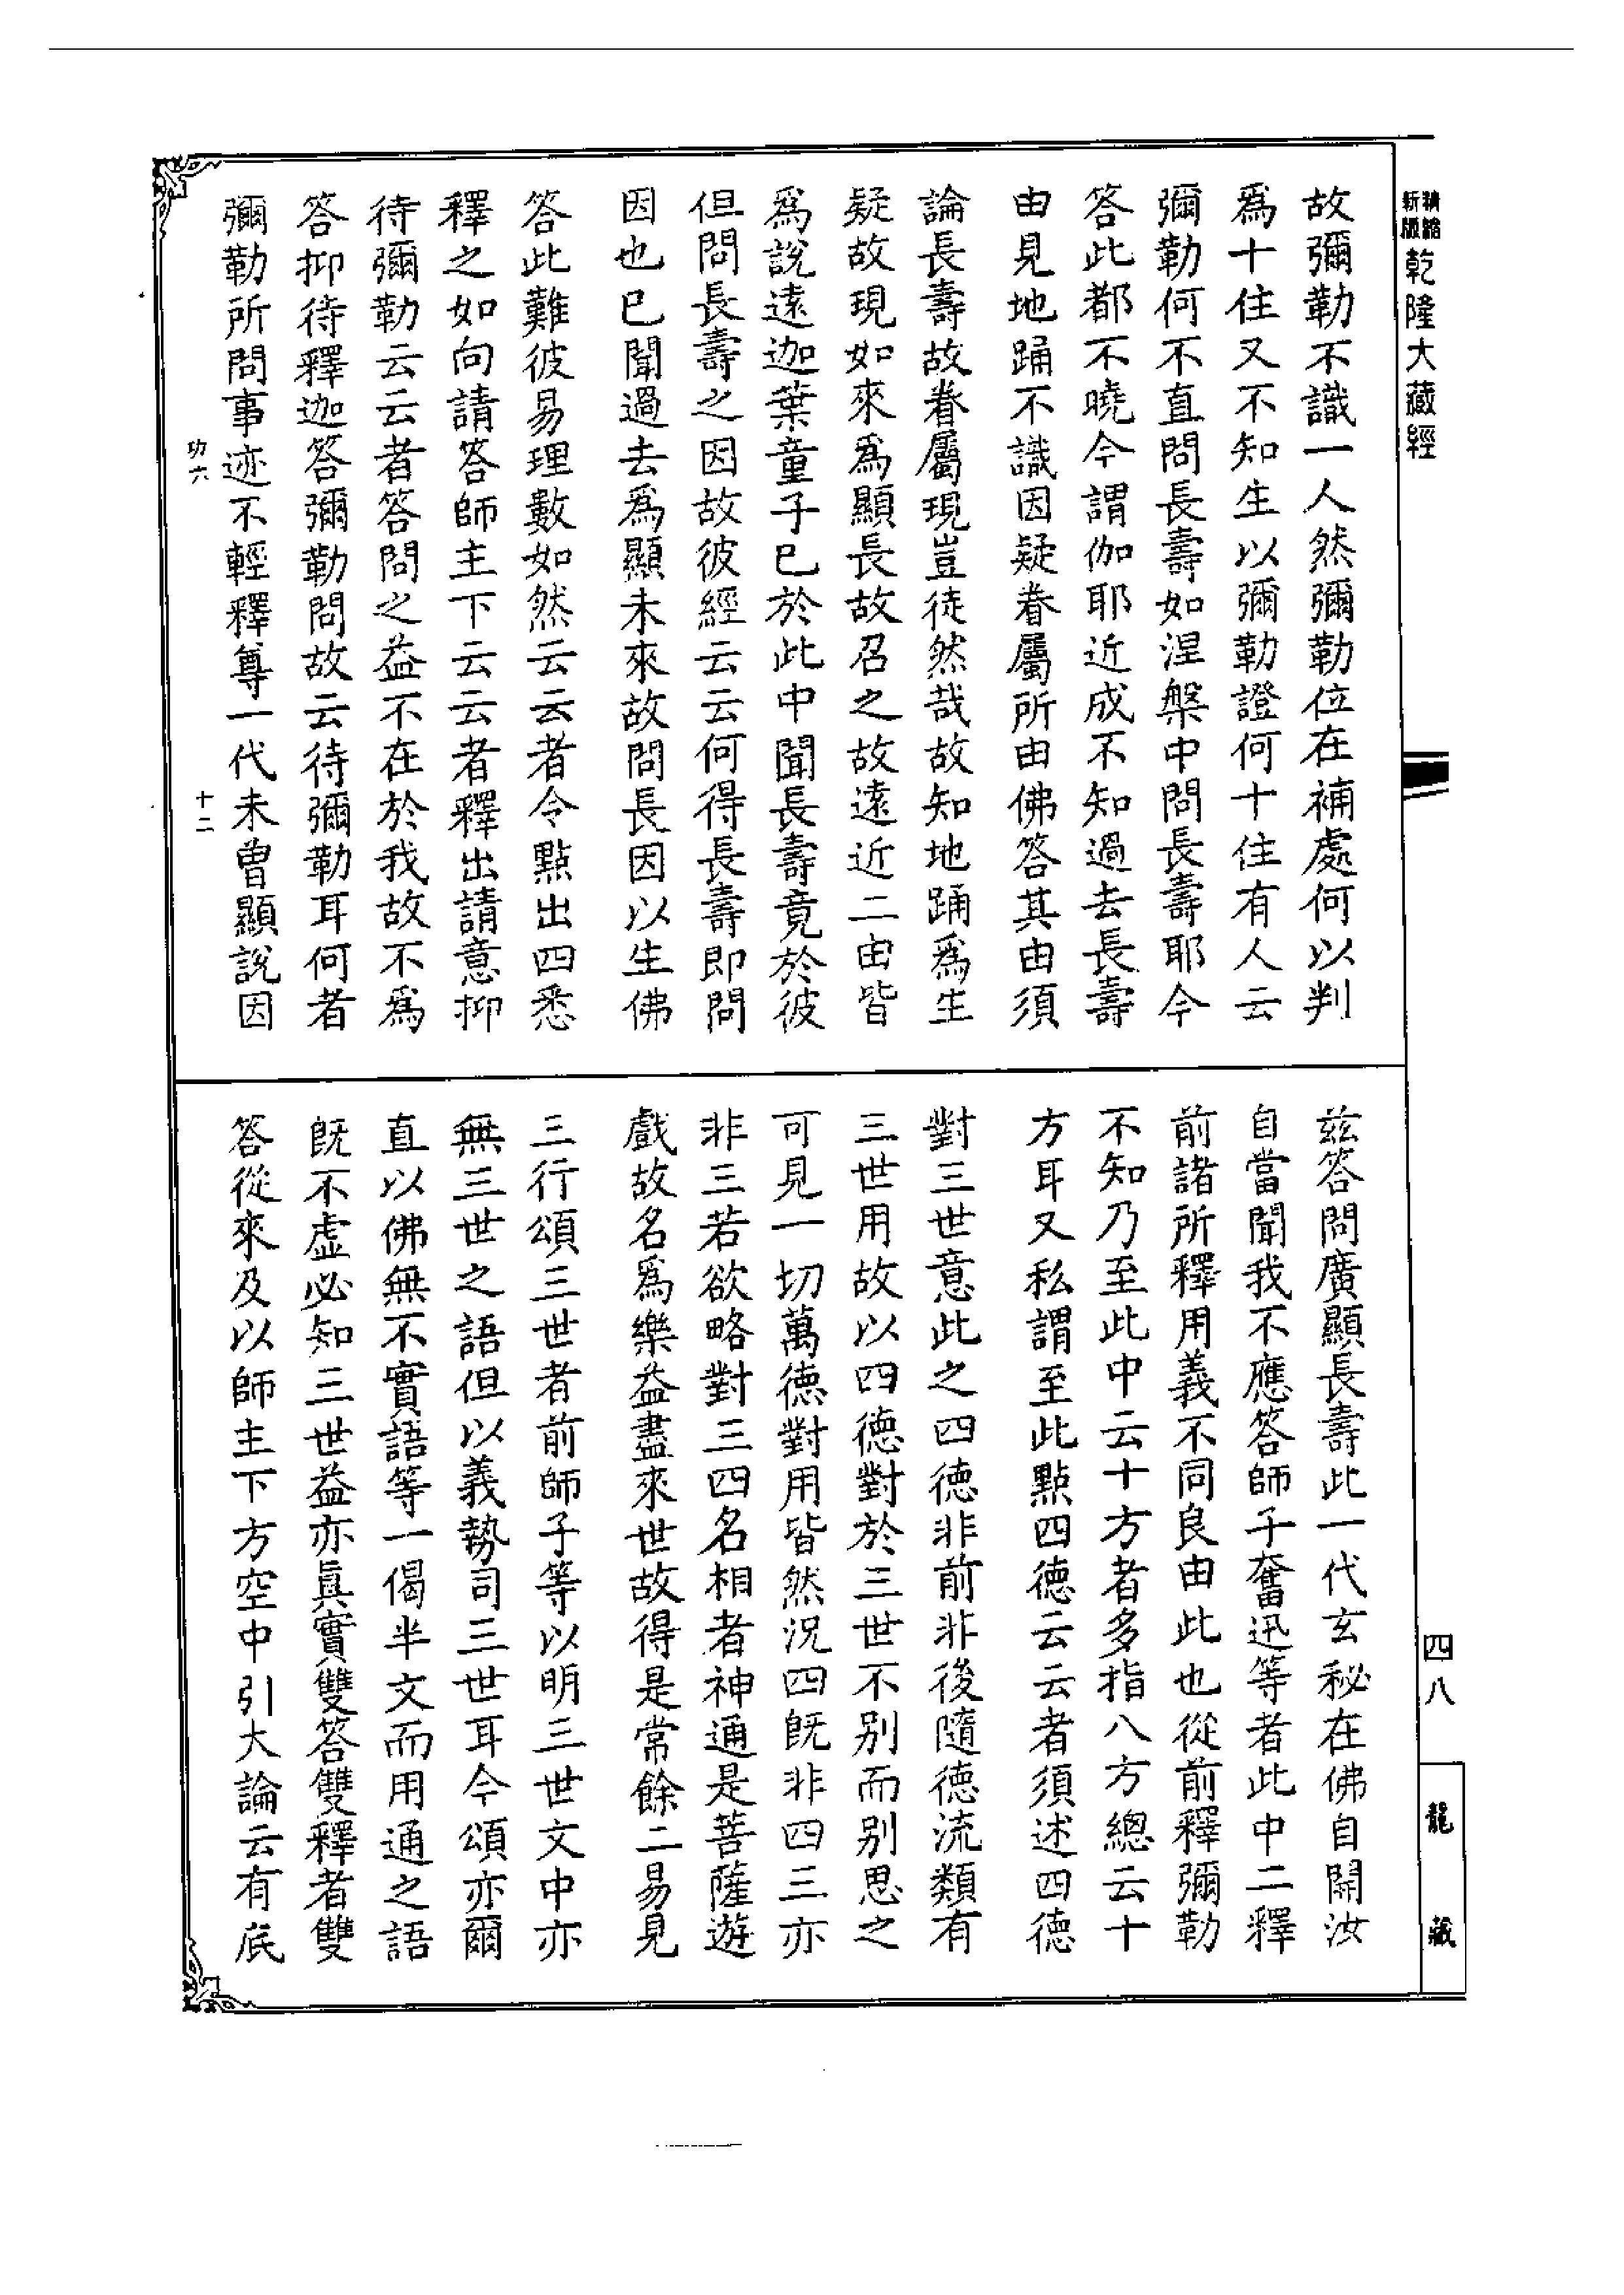 新版精縮乾隆大藏經
故彌勒不識一人然彌勒位在補處何以判
爲十住又不知生以彌勒證何十住有人云
彌勒何不直問長壽如涅槃中問長壽耶今
答此都不曉今謂伽耶近成不知過去長壽
由見地踊不識因疑眷屬所由佛答其由須
論長壽故眷屬現豈徒然哉故知地踊爲生
疑故現如來爲顯長故召之故遠近二由皆
爲說遠迦葉童子已於此中聞長壽竟於彼
但問長壽之因故彼經云云何得長壽即問
因也已聞過去爲顯未來故問長因以生佛
答此難彼易理數如然云云者令點出四悉
釋之如向請答師主下云云者釋出請意抑
待彌勒云云者答問之益不在於我故不爲
答抑待釋迦答彌勒問故云待彌勒耳何者
彌勒所問事迹不輕釋尊一代未曾顯說因
功六
十二
茲答問廣顯長壽此一代玄秘在佛自開汝
自當聞我不應答師子奮迅等者此中二釋
前諸所釋用義不同良由此也從前釋彌勒
不知乃至此中云十方者多指八方總云十
方耳又私謂至此點四德云云者須述四德
對三世意此之四德非前非後隨德流類有
三世用故以四德對於三世不別而別思之
可見一切萬德對用皆然況四旣非四三亦
非三若欲略對三四名相者神通是菩薩遊
戲故名爲樂益盡來世故得是常餘二易見
三行頌三世者前師子等以明三世文中亦
無三世之語但以義勢司三世耳今頌亦爾
直以佛無不實語等一偈半文而用通之語
旣不虛必知三世益亦眞實雙答雙釋者雙
答從來及以師主下方空中引大論云有底
四八
龍藏